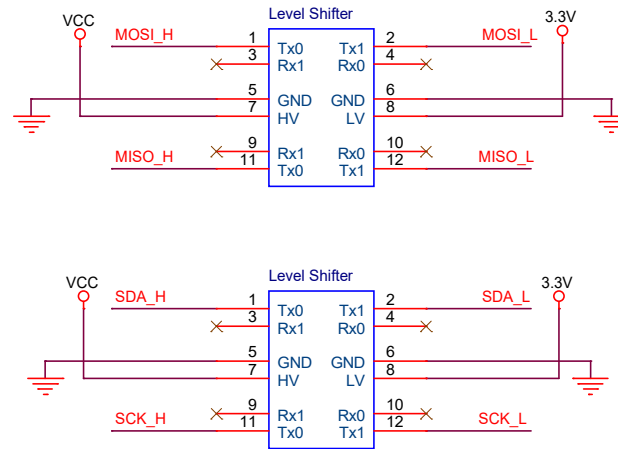 Level Shifter
VCC 3.3V
MOSI_H 1 Tx0 Tx1 2 MOSI_L
3 Rx1 Rx0 4
5 GND GND 6
7 HV LV 8
9 Rx1 Rx0 10
MISO_H 11 Tx0 Tx1 12 MISO_L
Level Shifter
VCC 3.3V
SDA_H 1 Tx0 Tx1 2 SDA_L
3 Rx1 Rx0 4
5 GND GND 6
7 HV LV 8
9 Rx1 Rx0 10
SCK_H 11 Tx0 Tx1 12 SCK_L